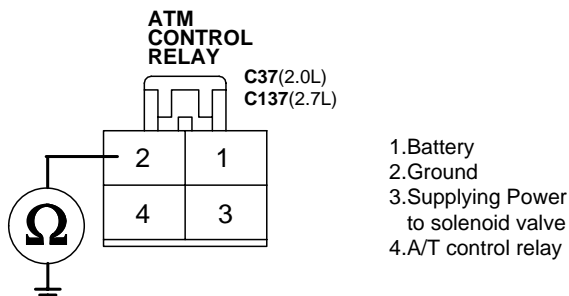 ATM
CONTROL
RELAY
C37(2.0L)
C137(2.7L)
2 1
4 3
Ω
1.Battery
2.Ground
3.Supplying Power
to solenoid valve
4.A/T control relay